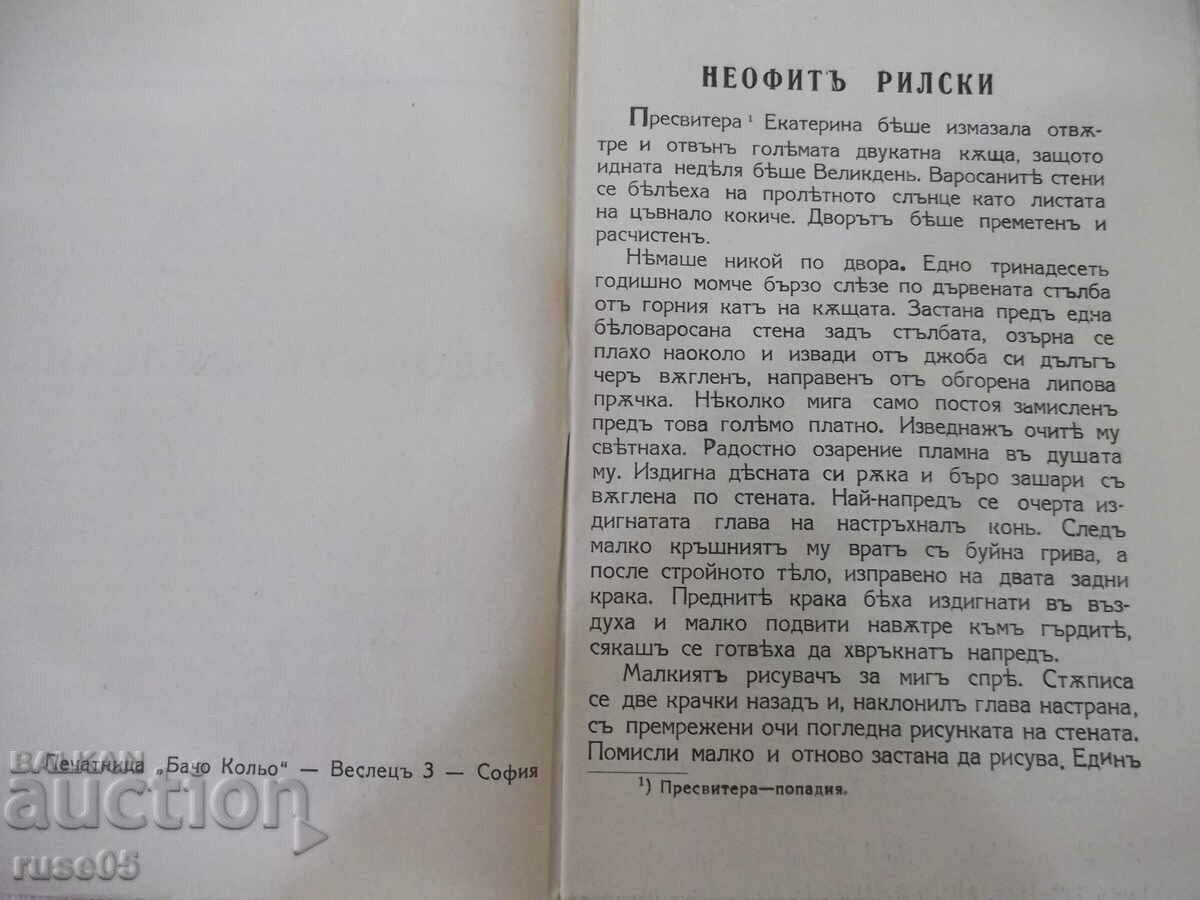 Печатница „Бачо Кольо“ — Веслецъ 3 — София
НЕОФИТЪ РИЛСКИ
Пресвитера ¹ Екатерина бѣше измазала отвѫ-
тре и отвънъ голѣмата двукатна кѫща, защото
идната неделя бѣше Великдень. Варосанитѣ стени
се бѣлѣеха на пролѣтното слънце като листата
на цъвнало кокиче. Дворътъ бѣше преметенъ и
расчистенъ.
Нѣмаше никой по двора. Едно тринадесеть
годишно момче бързо слѣзе по дървената стълба
отъ горния катъ на кѫщата. Застана предъ една
бѣловаросана стена задъ стълбата, озърна се
плахо наоколо и извади отъ джоба си дълъгъ
черъ вѫгленъ, направенъ отъ обгорена липова
прѫчка. Нѣколко мига само постоя замисленъ
предъ това голѣмо платно. Изведнажъ очитѣ му
свѣтнаха. Радостно озарение пламна въ душата
му. Издигна дѣсната си рѫка и бъро зашари съ
вѫглена по стената. Най-напредъ се очерта из-
дигнатата глава на настръхналъ конь. Следъ
малко кръшниятъ му вратъ съ буйна грива, а
после стройното тѣло, изправено на двата задни
крака. Преднитѣ крака бѣха издигнати въ въз-
духа и малко подвити навѫтре къмъ гърдитѣ,
сякашъ се готвѣха да хвръкнатъ напредъ.
Малкиятъ рисувачъ за мигъ спрѣ. Стѫписа
се две крачки назадъ и, наклонилъ глава настрана,
съ премрежени очи погледна рисунката на стената.
Помисли малко и отново застана да рисува. Единъ
¹) Пресвитера—попадия.
BALKAN
auction
ruse05